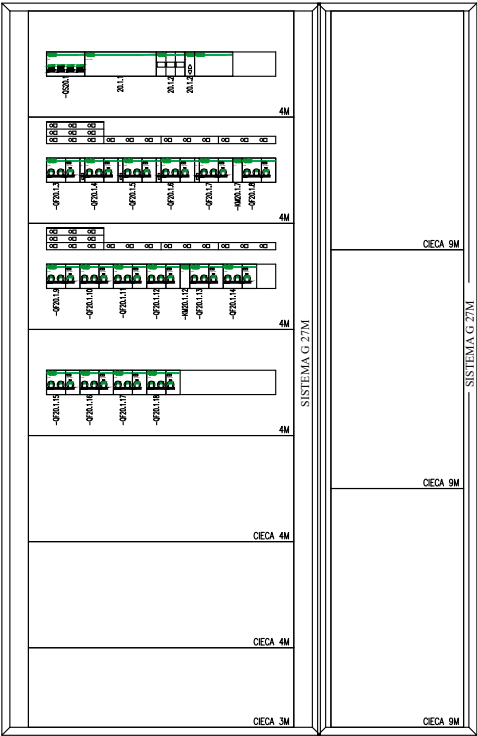 -QS20.1
20.1.1
20.1.2
20.1.2
4M
-QF20.1.3
-QF20.1.4
-QF20.1.5
-QF20.1.6
-QF20.1.7
-KM20.1.7
-QF20.1.8
4M
-QF20.1.9
-QF20.1.10
-QF20.1.11
-QF20.1.12
-KM20.1.12
-QF20.1.13
-QF20.1.14
4M
-QF20.1.15
-QF20.1.16
-QF20.1.17
-QF20.1.18
4M
CIECA 4M
CIECA 4M
CIECA 3M
SISTEMA G 27M
CIECA 9M
CIECA 9M
CIECA 9M
SISTEMA G 27M